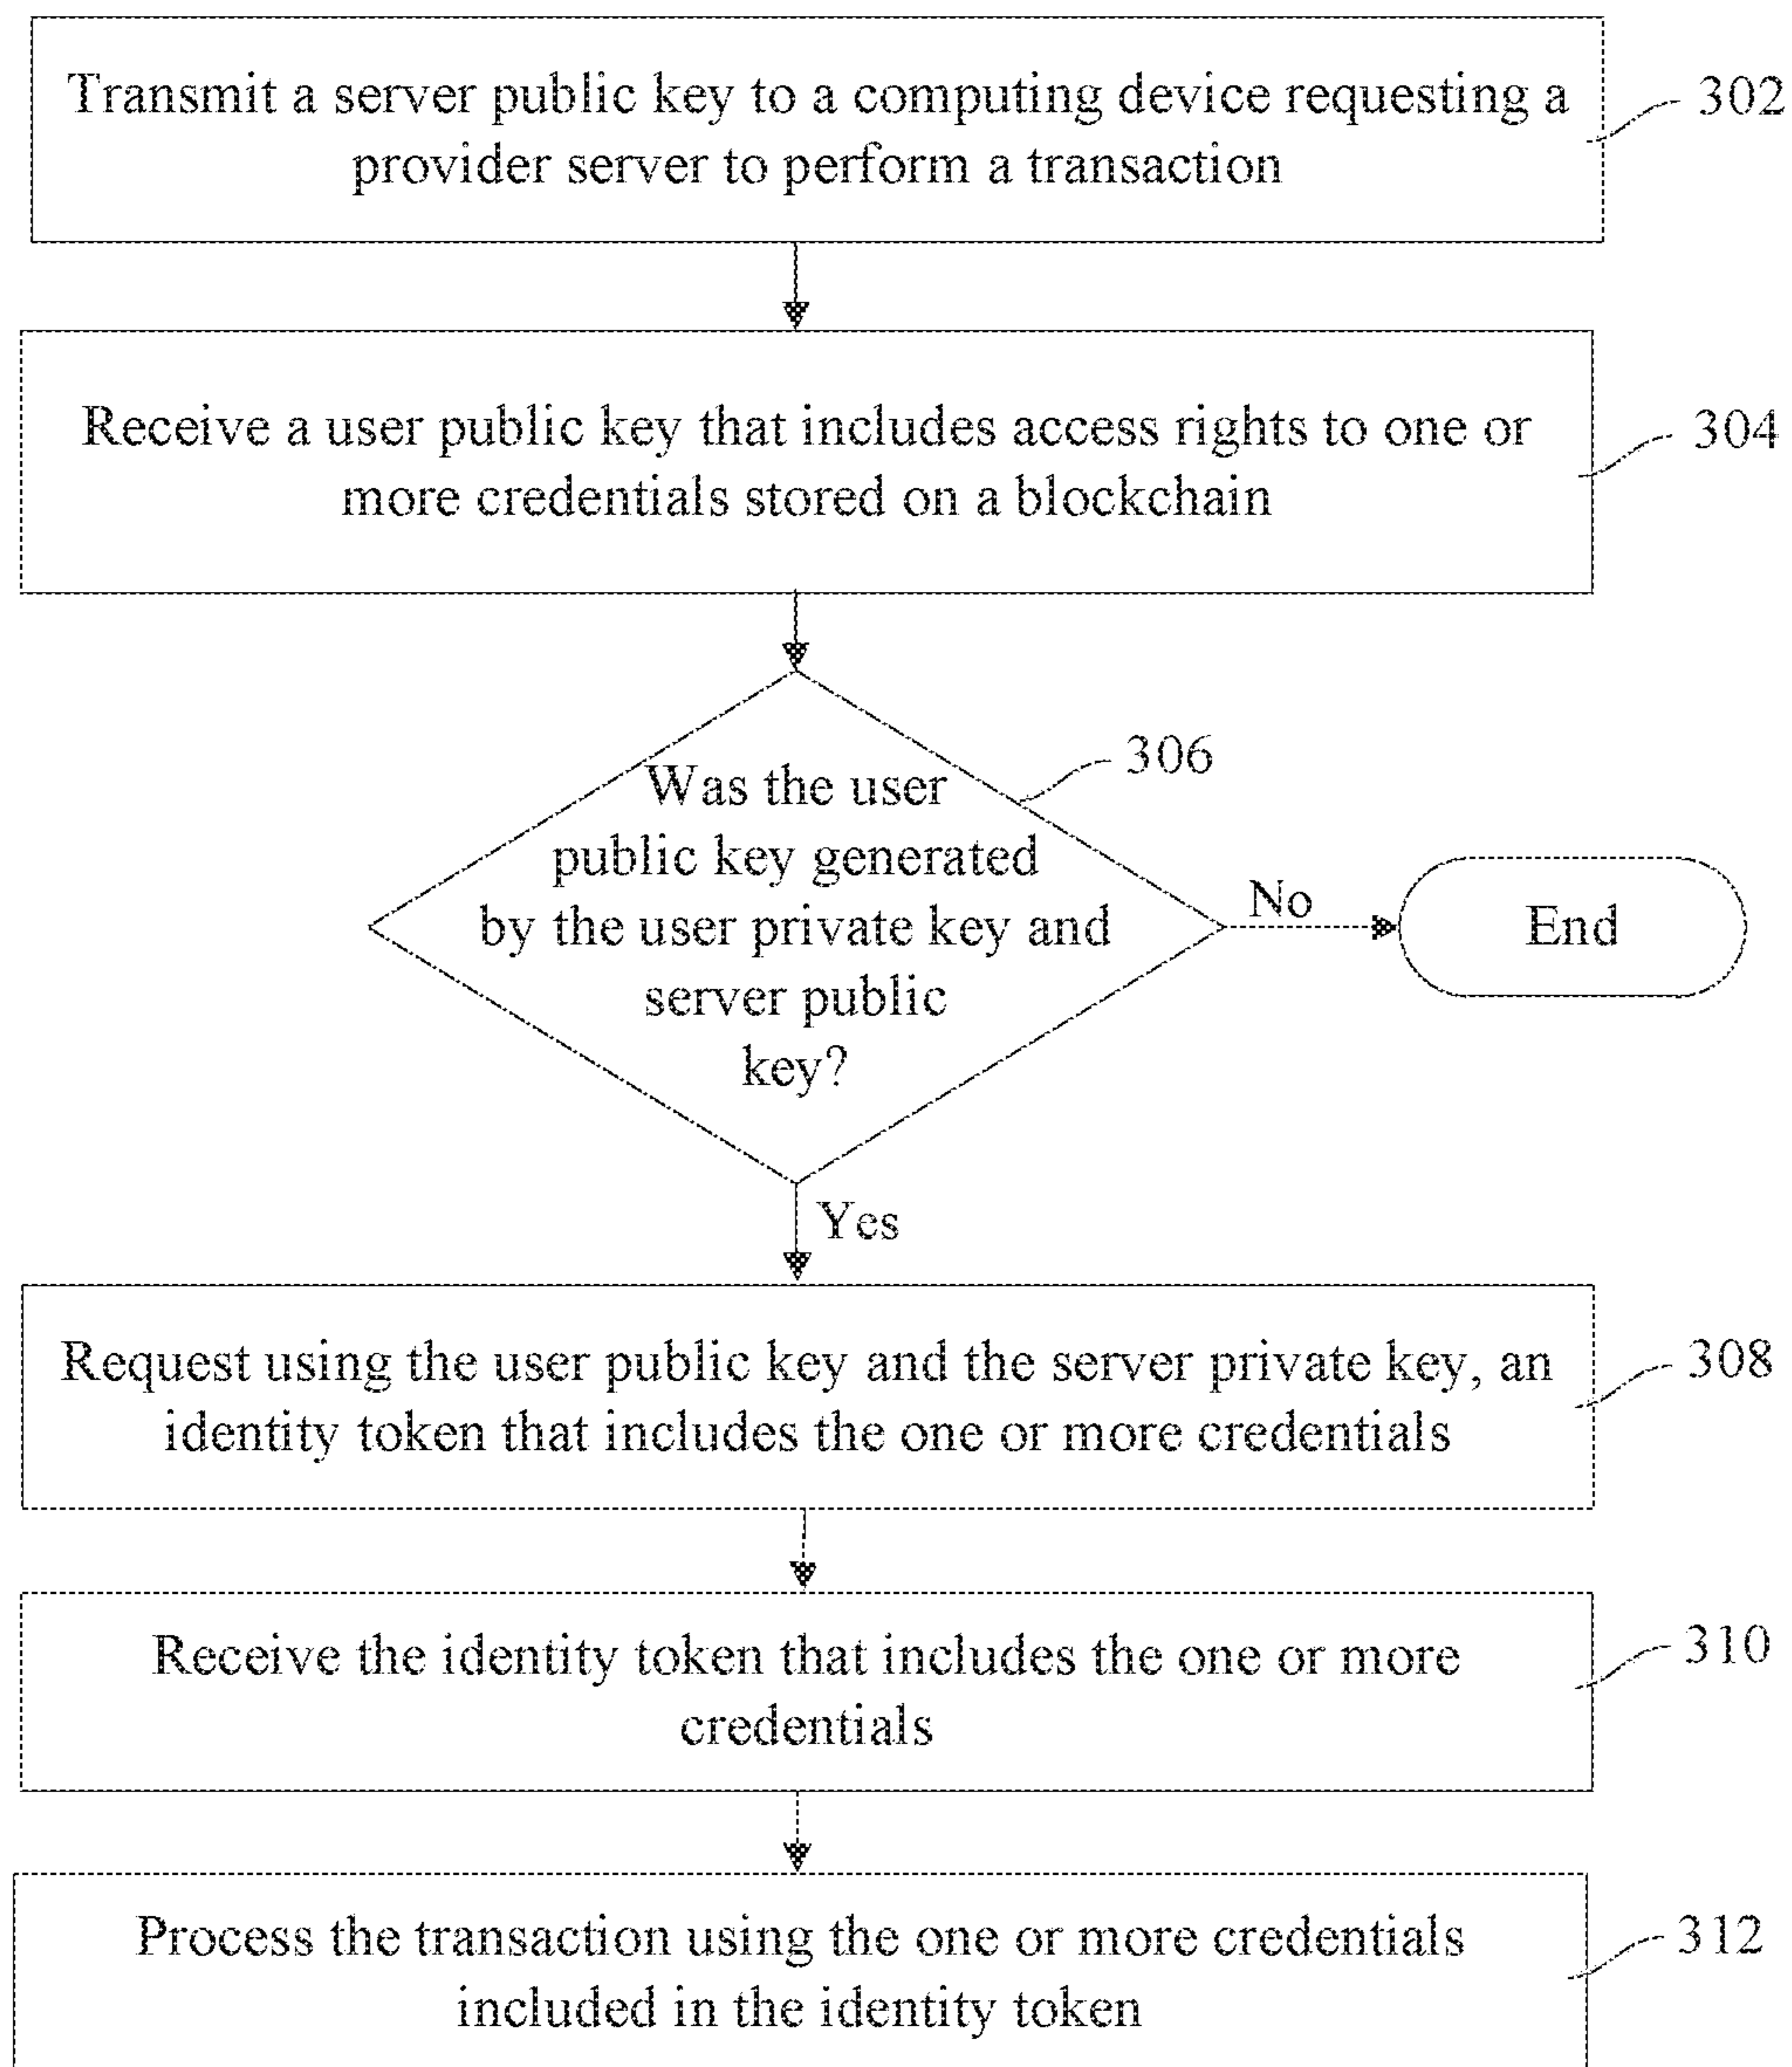 Transmit a server public key to a computing device requesting a
provider server to perform a transaction
302
Receive a user public key that includes access rights to one or
more credentials stored on a blockchain
304
Was the user
public key generated
by the user private key and
server public
key?
306
No
End
Yes
Request using the user public key and the server private key, an
identity token that includes the one or more credentials
308
Receive the identity token that includes the one or more
credentials
310
Process the transaction using the one or more credentials
included in the identity token
312